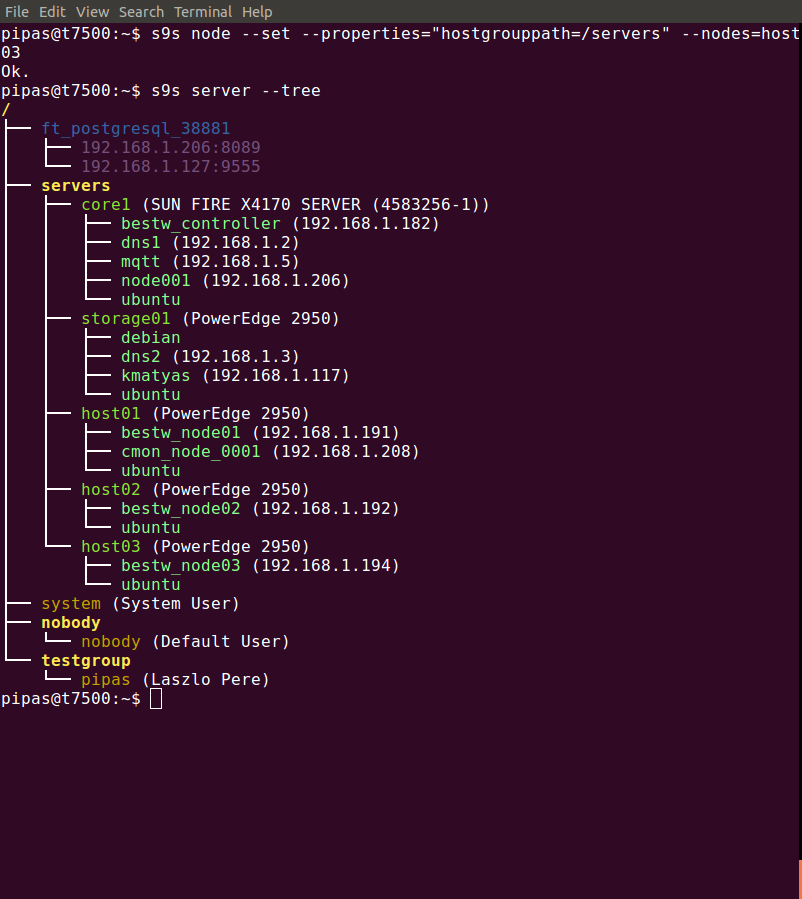 File Edit View Search Terminal Help
pipas@t7500:~$ s9s node --set --properties="hostgrouppath=/servers" --nodes=host
03
Ok.
pipas@t7500:~$ s9s server --tree
/
ft_postgresql_38881
192.168.1.206:8089
192.168.1.127:9555
servers
core1 (SUN FIRE X4170 SERVER (4583256-1))
bestw_controller (192.168.1.182)
dns1 (192.168.1.2)
mqtt (192.168.1.5)
node001 (192.168.1.206)
ubuntu
storage01 (PowerEdge 2950)
debian
dns2 (192.168.1.3)
kmatyas (192.168.1.117)
ubuntu
host01 (PowerEdge 2950)
bestw_node01 (192.168.1.191)
cmon_node_0001 (192.168.1.208)
ubuntu
host02 (PowerEdge 2950)
bestw_node02 (192.168.1.192)
ubuntu
host03 (PowerEdge 2950)
bestw_node03 (192.168.1.194)
ubuntu
system (System User)
nobody
nobody (Default User)
testgroup
pipas (Laszlo Pere)
pipas@t7500:~$